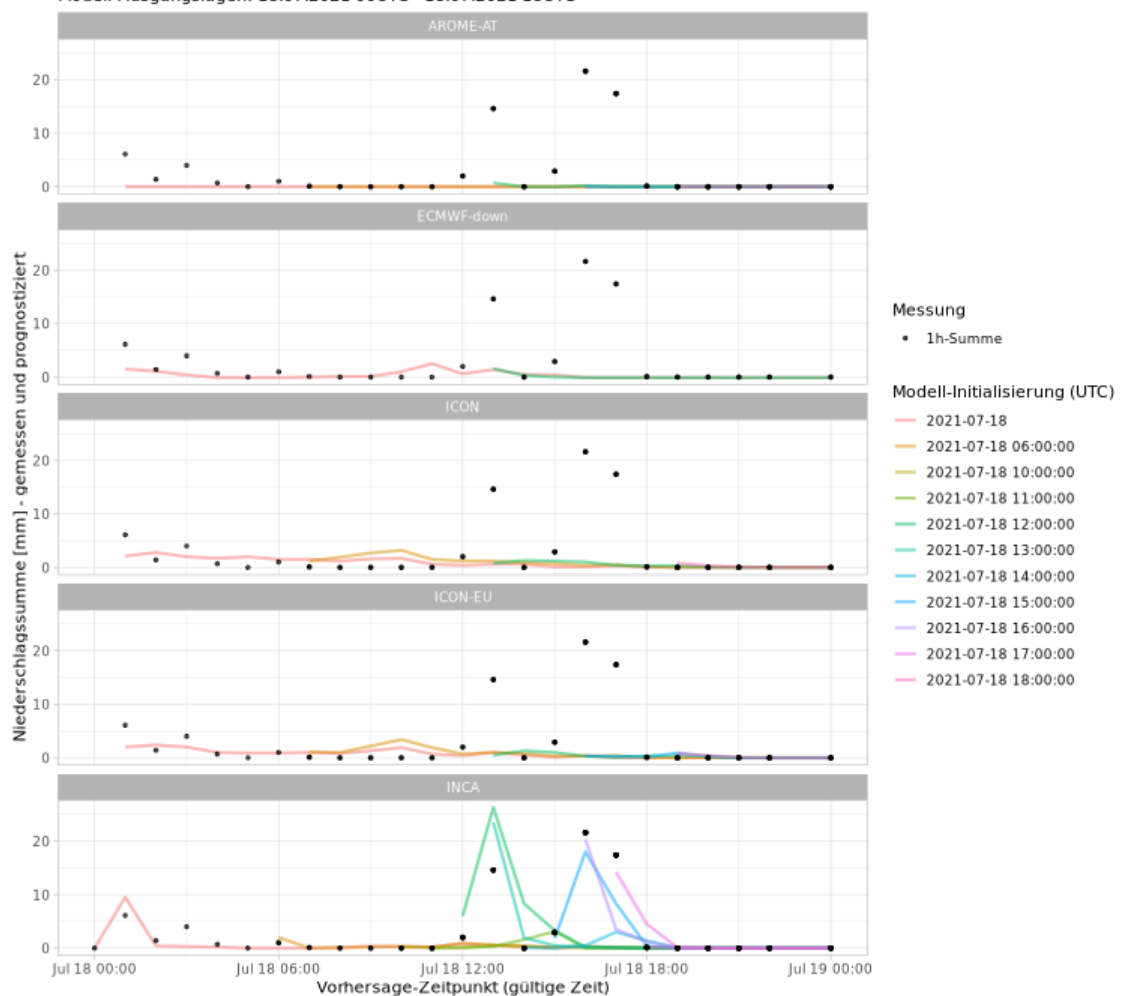 AROME-AT
20
10
0
ECMWF-down
20
10
0
ICON
20
10
0
ICON-EU
20
10
0
INCA
20
10
0
Jul 18 00:00 Jul 18 06:00 Jul 18 12:00 Jul 18 18:00 Jul 19 00:00
Vorhersage-Zeitpunkt (gültige Zeit)
Niederschlagssumme [mm] - gemessen und prognostiziert
Messung
1h-Summe
Modell-Initialisierung (UTC)
2021-07-18
2021-07-18 06:00:00
2021-07-18 10:00:00
2021-07-18 11:00:00
2021-07-18 12:00:00
2021-07-18 13:00:00
2021-07-18 14:00:00
2021-07-18 15:00:00
2021-07-18 16:00:00
2021-07-18 17:00:00
2021-07-18 18:00:00